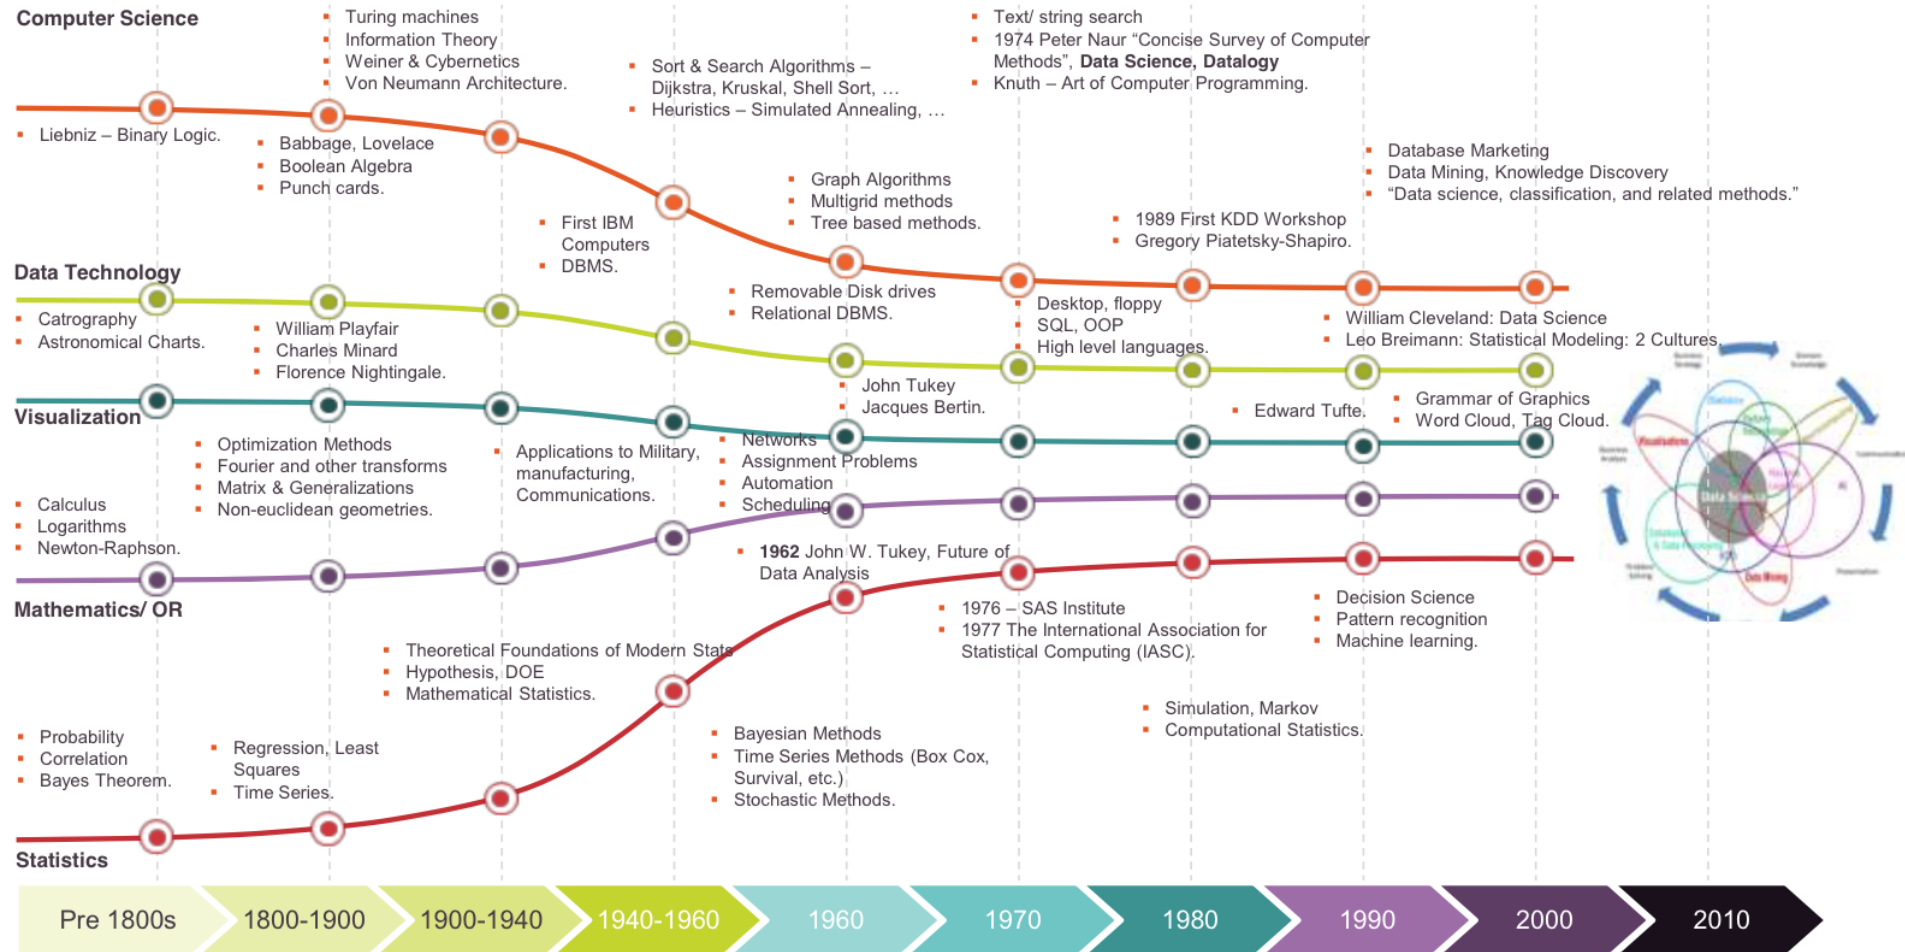 Computer Science
Turing machines
Information Theory
Weiner & Cybernetics
Von Neumann Architecture.
Text/ string search
1974 Peter Naur “Concise Survey of Computer
Methods”, Data Science, Datalogy
Knuth – Art of Computer Programming.
Sort & Search Algorithms –
Dijkstra, Kruskal, Shell Sort, …
Heuristics – Simulated Annealing, …
Liebniz – Binary Logic.
Babbage, Lovelace
Boolean Algebra
Punch cards.
Database Marketing
Data Mining, Knowledge Discovery
“Data science, classification, and related methods.”
Graph Algorithms
Multigrid methods
Tree based methods.
First IBM
Computers
DBMS.
1989 First KDD Workshop
Gregory Piatetsky-Shapiro.
Data Technology
Removable Disk drives
Relational DBMS.
Desktop, floppy
SQL, OOP
High level languages.
William Cleveland: Data Science
Leo Breimann: Statistical Modeling: 2 Cultures.
Catrography
Astronomical Charts.
William Playfair
Charles Minard
Florence Nightingale.
John Tukey
Jacques Bertin.
Edward Tufte.
Grammar of Graphics
Word Cloud, Tag Cloud.
Visualization
Optimization Methods
Fourier and other transforms
Matrix & Generalizations
Non-euclidean geometries.
Applications to Military,
manufacturing,
Communications.
Networks
Assignment Problems
Automation
Scheduling
Calculus
Logarithms
Newton-Raphson.
1962 John W. Tukey, Future of
Data Analysis
Mathematics/ OR
1976 – SAS Institute
1977 The International Association for
Statistical Computing (IASC).
Decision Science
Pattern recognition
Machine learning.
Theoretical Foundations of Modern Stats
Hypothesis, DOE
Mathematical Statistics.
Simulation, Markov
Computational Statistics.
Probability
Correlation
Bayes Theorem.
Regression, Least
Squares
Time Series.
Bayesian Methods
Time Series Methods (Box Cox,
Survival, etc.)
Stochastic Methods.
Statistics
Data Science
Data Mining
Pre 1800s
1800-1900
1900-1940
1940-1960
1960
1970
1980
1990
2000
2010